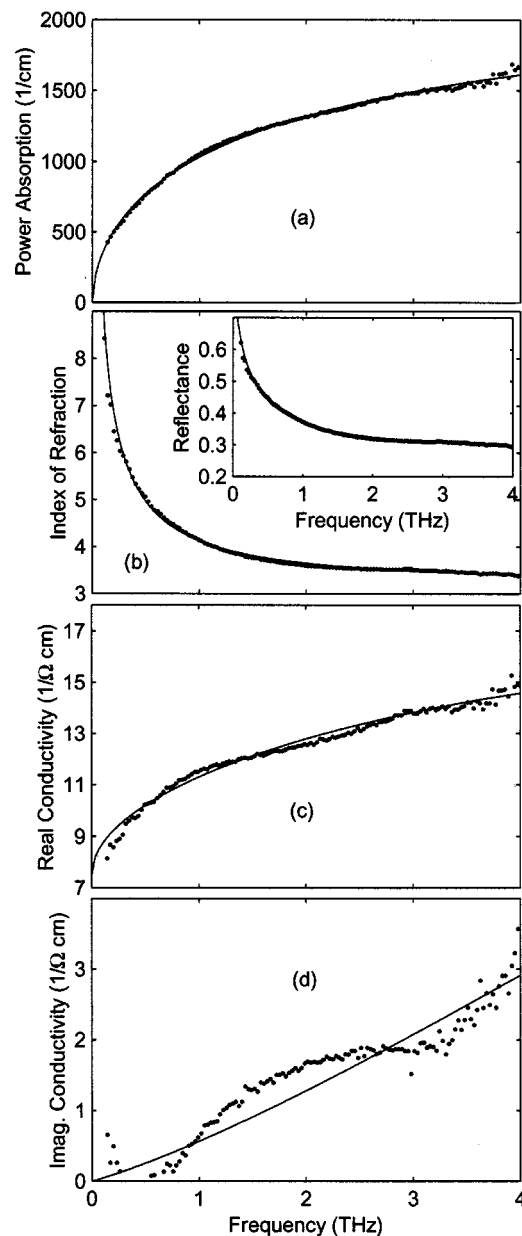 2000
1500
1000
500
0
Power Absorption (1/cm)
(a)
8
7
6
5
4
3
Index of Refraction
(b)
0.6
0.5
0.4
0.3
0.2
Reflectance
0 1 2 3 4
Frequency (THz)
17
15
13
11
9
7
Real Conductivity (1/Ω cm)
(c)
4
3
2
1
0
Imag. Conductivity (1/Ω cm)
(d)
0 1 2 3 4
Frequency (THz)